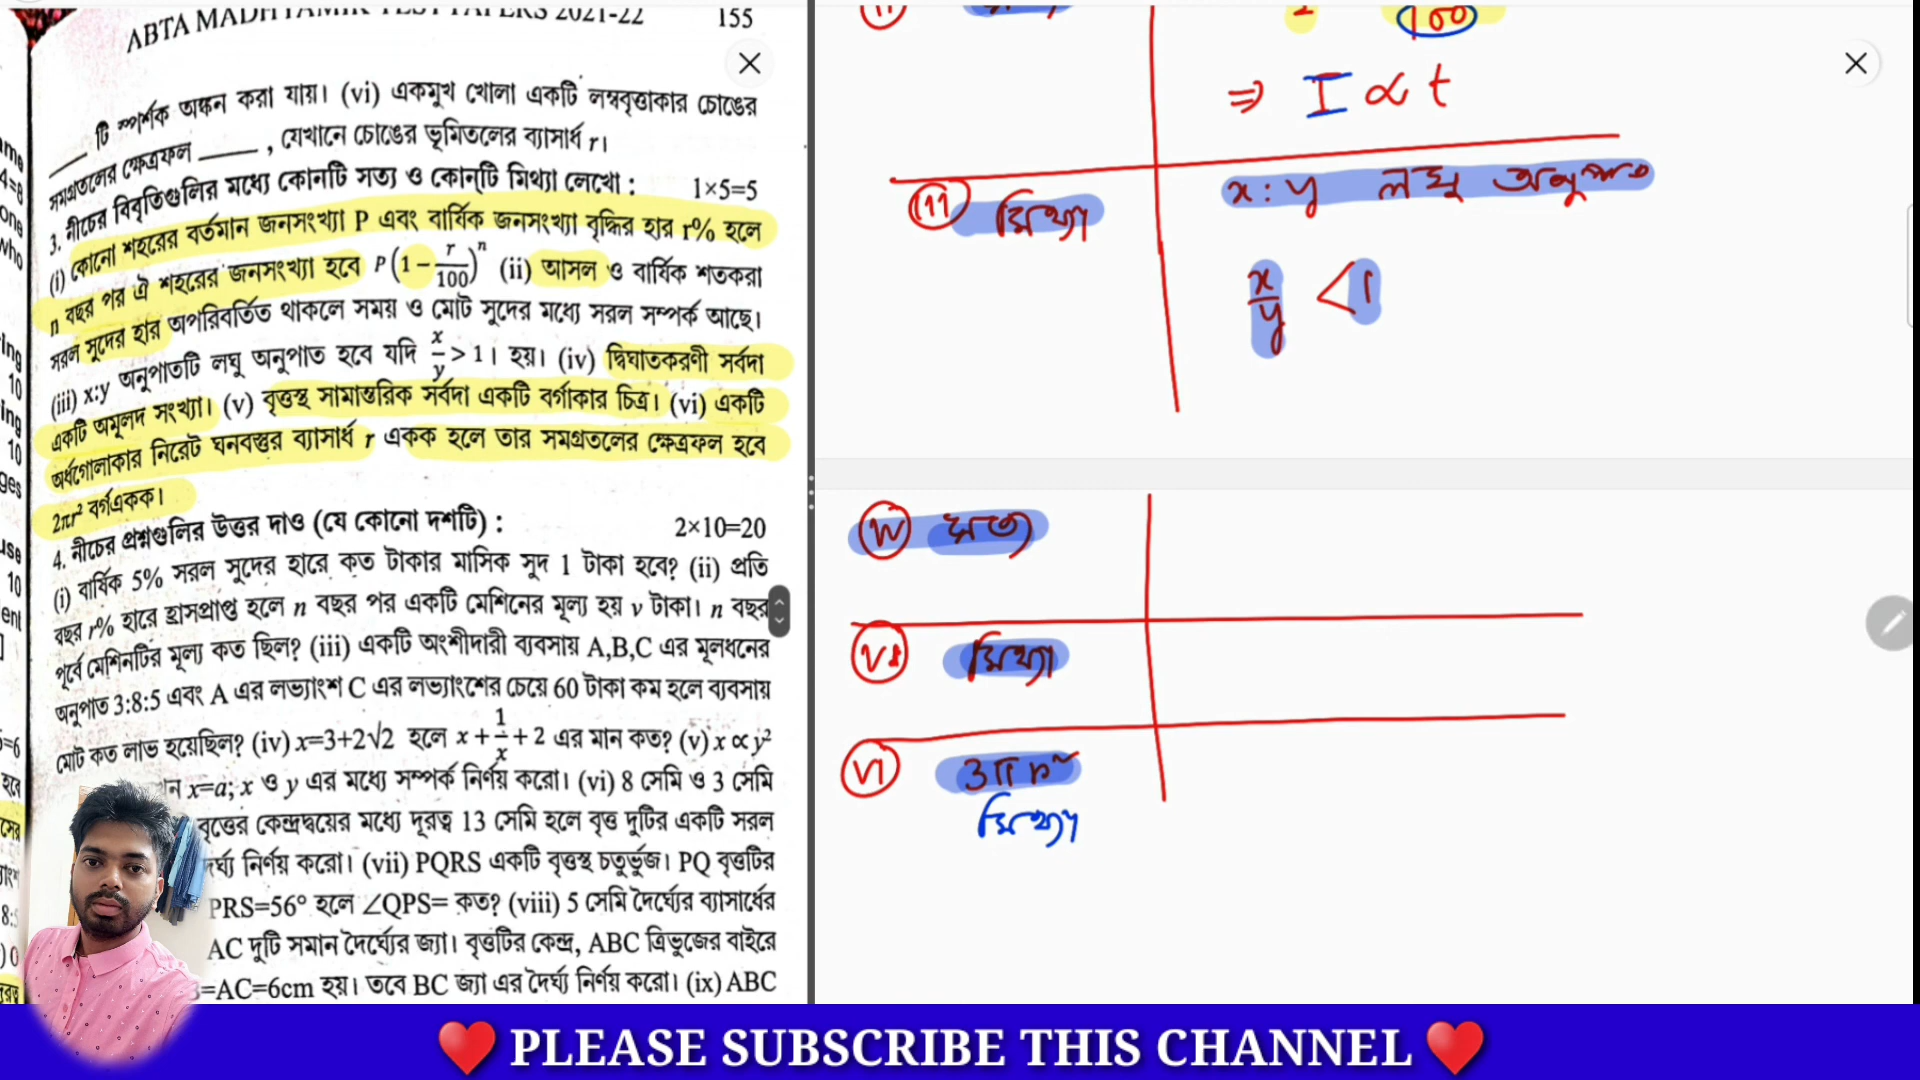 ABTA MADHYAMIK TEST PAPERS 2021-22 155
____ টি স্পর্শক অঙ্কন করা যায়। (vi) একমুখ খোলা একটি লম্ববৃত্তাকার চোঙের
সমগ্রতলের ক্ষেত্রফল ____ , যেখানে চোঙের ভূমিতলের ব্যাসার্ধ r।
3. নীচের বিবৃতিগুলির মধ্যে কোনটি সত্য ও কোন্‌টি মিথ্যা লেখো : 1×5=5
(i) কোনো শহরের বর্তমান জনসংখ্যা P এবং বার্ষিক জনসংখ্যা বৃদ্ধির হার r% হলে
n বছর পর ঐ শহরের জনসংখ্যা হবে P(1−r/100)^n (ii) আসল ও বার্ষিক শতকরা
সরল সুদের হার অপরিবর্তিত থাকলে সময় ও মোট সুদের মধ্যে সরল সম্পর্ক আছে।
(iii) x:y অনুপাতটি লঘু অনুপাত হবে যদি x/y > 1। হয়। (iv) দ্বিঘাতকরণী সর্বদা
একটি অমূলদ সংখ্যা। (v) বৃত্তস্থ সামান্তরিক সর্বদা একটি বর্গাকার চিত্র। (vi) একটি
অর্ধগোলাকার নিরেট ঘনবস্তুর ব্যাসার্ধ r একক হলে তার সমগ্রতলের ক্ষেত্রফল হবে
2πr² বর্গএকক।
4. নীচের প্রশ্নগুলির উত্তর দাও (যে কোনো দশটি) : 2×10=20
(i) বার্ষিক 5% সরল সুদের হারে কত টাকার মাসিক সুদ 1 টাকা হবে? (ii) প্রতি
বছর r% হারে হ্রাসপ্রাপ্ত হলে n বছর পর একটি মেশিনের মূল্য হয় v টাকা। n বছর
পূর্বে মেশিনটির মূল্য কত ছিল? (iii) একটি অংশীদারী ব্যবসায় A,B,C এর মূলধনের
অনুপাত 3:8:5 এবং A এর লভ্যাংশ C এর লভ্যাংশের চেয়ে 60 টাকা কম হলে ব্যবসায়
মোট কত লাভ হয়েছিল? (iv) x=3+2√2 হলে x+1/x+2 এর মান কত? (v) x∝y²
x=a; x ও y এর মধ্যে সম্পর্ক নির্ণয় করো। (vi) 8 সেমি ও 3 সেমি
বৃত্তের কেন্দ্রদ্বয়ের মধ্যে দূরত্ব 13 সেমি হলে বৃত্ত দুটির একটি সরল
নির্ণয় করো। (vii) PQRS একটি বৃত্তস্থ চতুর্ভুজ। PQ বৃত্তটির
PRS=56° হলে ∠QPS= কত? (viii) 5 সেমি দৈর্ঘ্যের ব্যাসার্ধের
AC দুটি সমান দৈর্ঘ্যের জ্যা। বৃত্তটির কেন্দ্র, ABC ত্রিভুজের বাইরে
=AC=6cm হয়। তবে BC জ্যা এর দৈর্ঘ্য নির্ণয় করো। (ix) ABC
100
⇒ I ∝ t
(iii) মিথ্যা x:y লঘু অনুপাত
x/y < 1
(iv) সত্য
(v) মিথ্যা
(vi) 3πr²
মিথ্যা
PLEASE SUBSCRIBE THIS CHANNEL